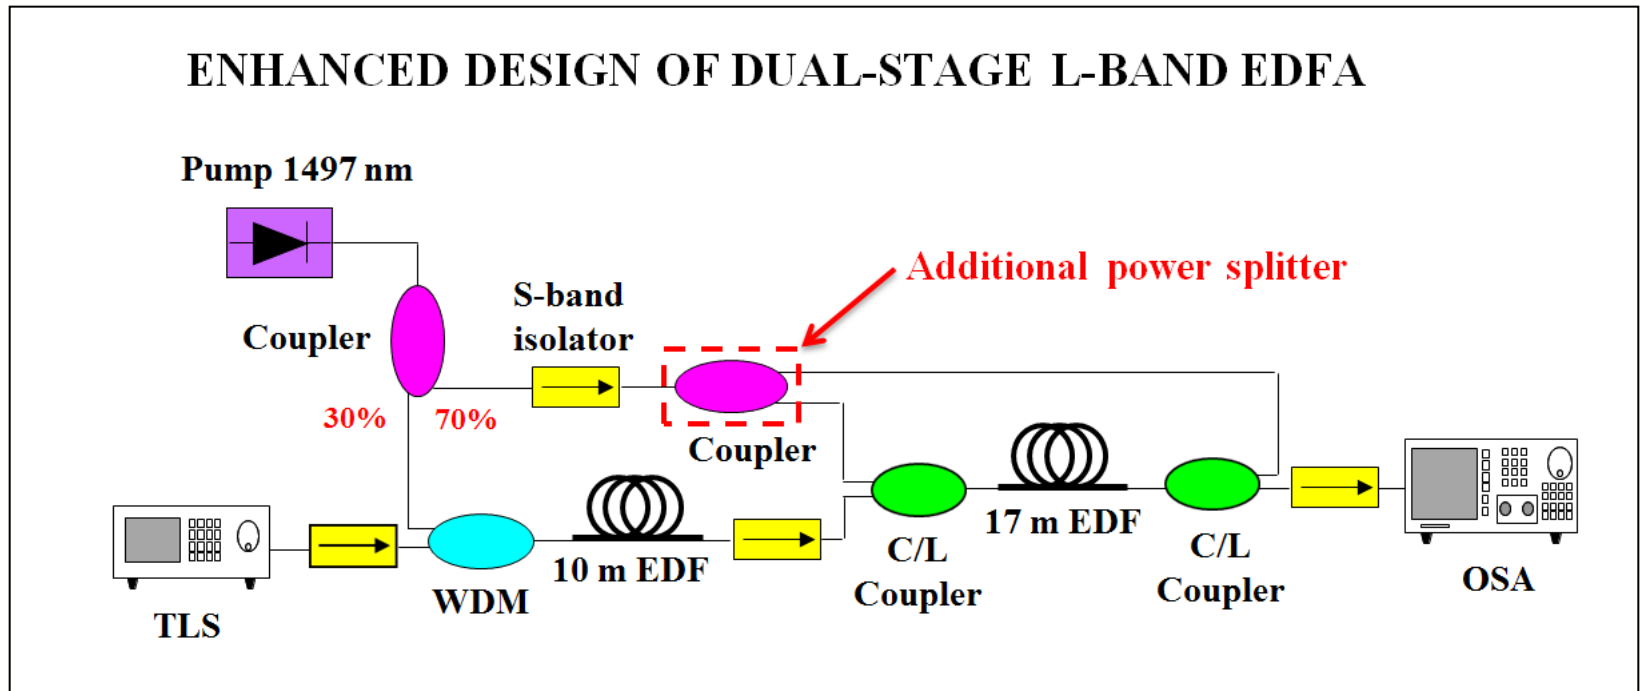 ENHANCED DESIGN OF DUAL-STAGE L-BAND EDFA
Pump 1497 nm
Additional power splitter
S-band
isolator
Coupler
30%
70%
Coupler
17 m EDF
C/L
Coupler
C/L
Coupler
10 m EDF
WDM
TLS
OSA